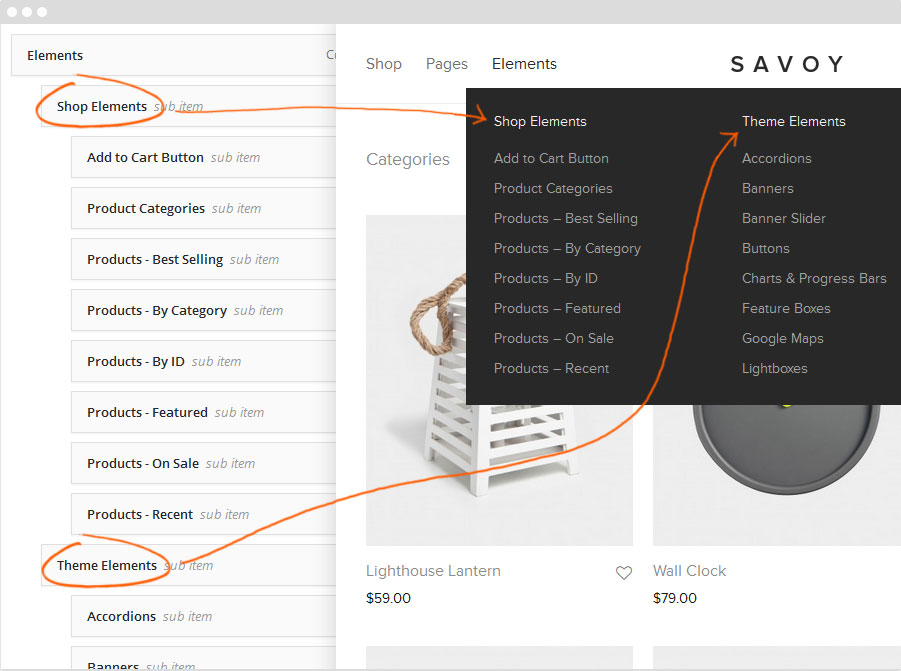 Elements
Shop Elements sub item
Add to Cart Button sub item
Product Categories sub item
Products - Best Selling sub item
Products - By Category sub item
Products - By ID sub item
Products - Featured sub item
Products - On Sale sub item
Products - Recent sub item
Theme Elements sub item
Accordions sub item
Banners sub item
Shop Pages Elements
SAVOY
Categories
Shop Elements
Add to Cart Button
Product Categories
Products – Best Selling
Products – By Category
Products – By ID
Products – Featured
Products – On Sale
Products – Recent
Theme Elements
Accordions
Banners
Banner Slider
Buttons
Charts & Progress Bars
Feature Boxes
Google Maps
Lightboxes
Lighthouse Lantern
$59.00
Wall Clock
$79.00